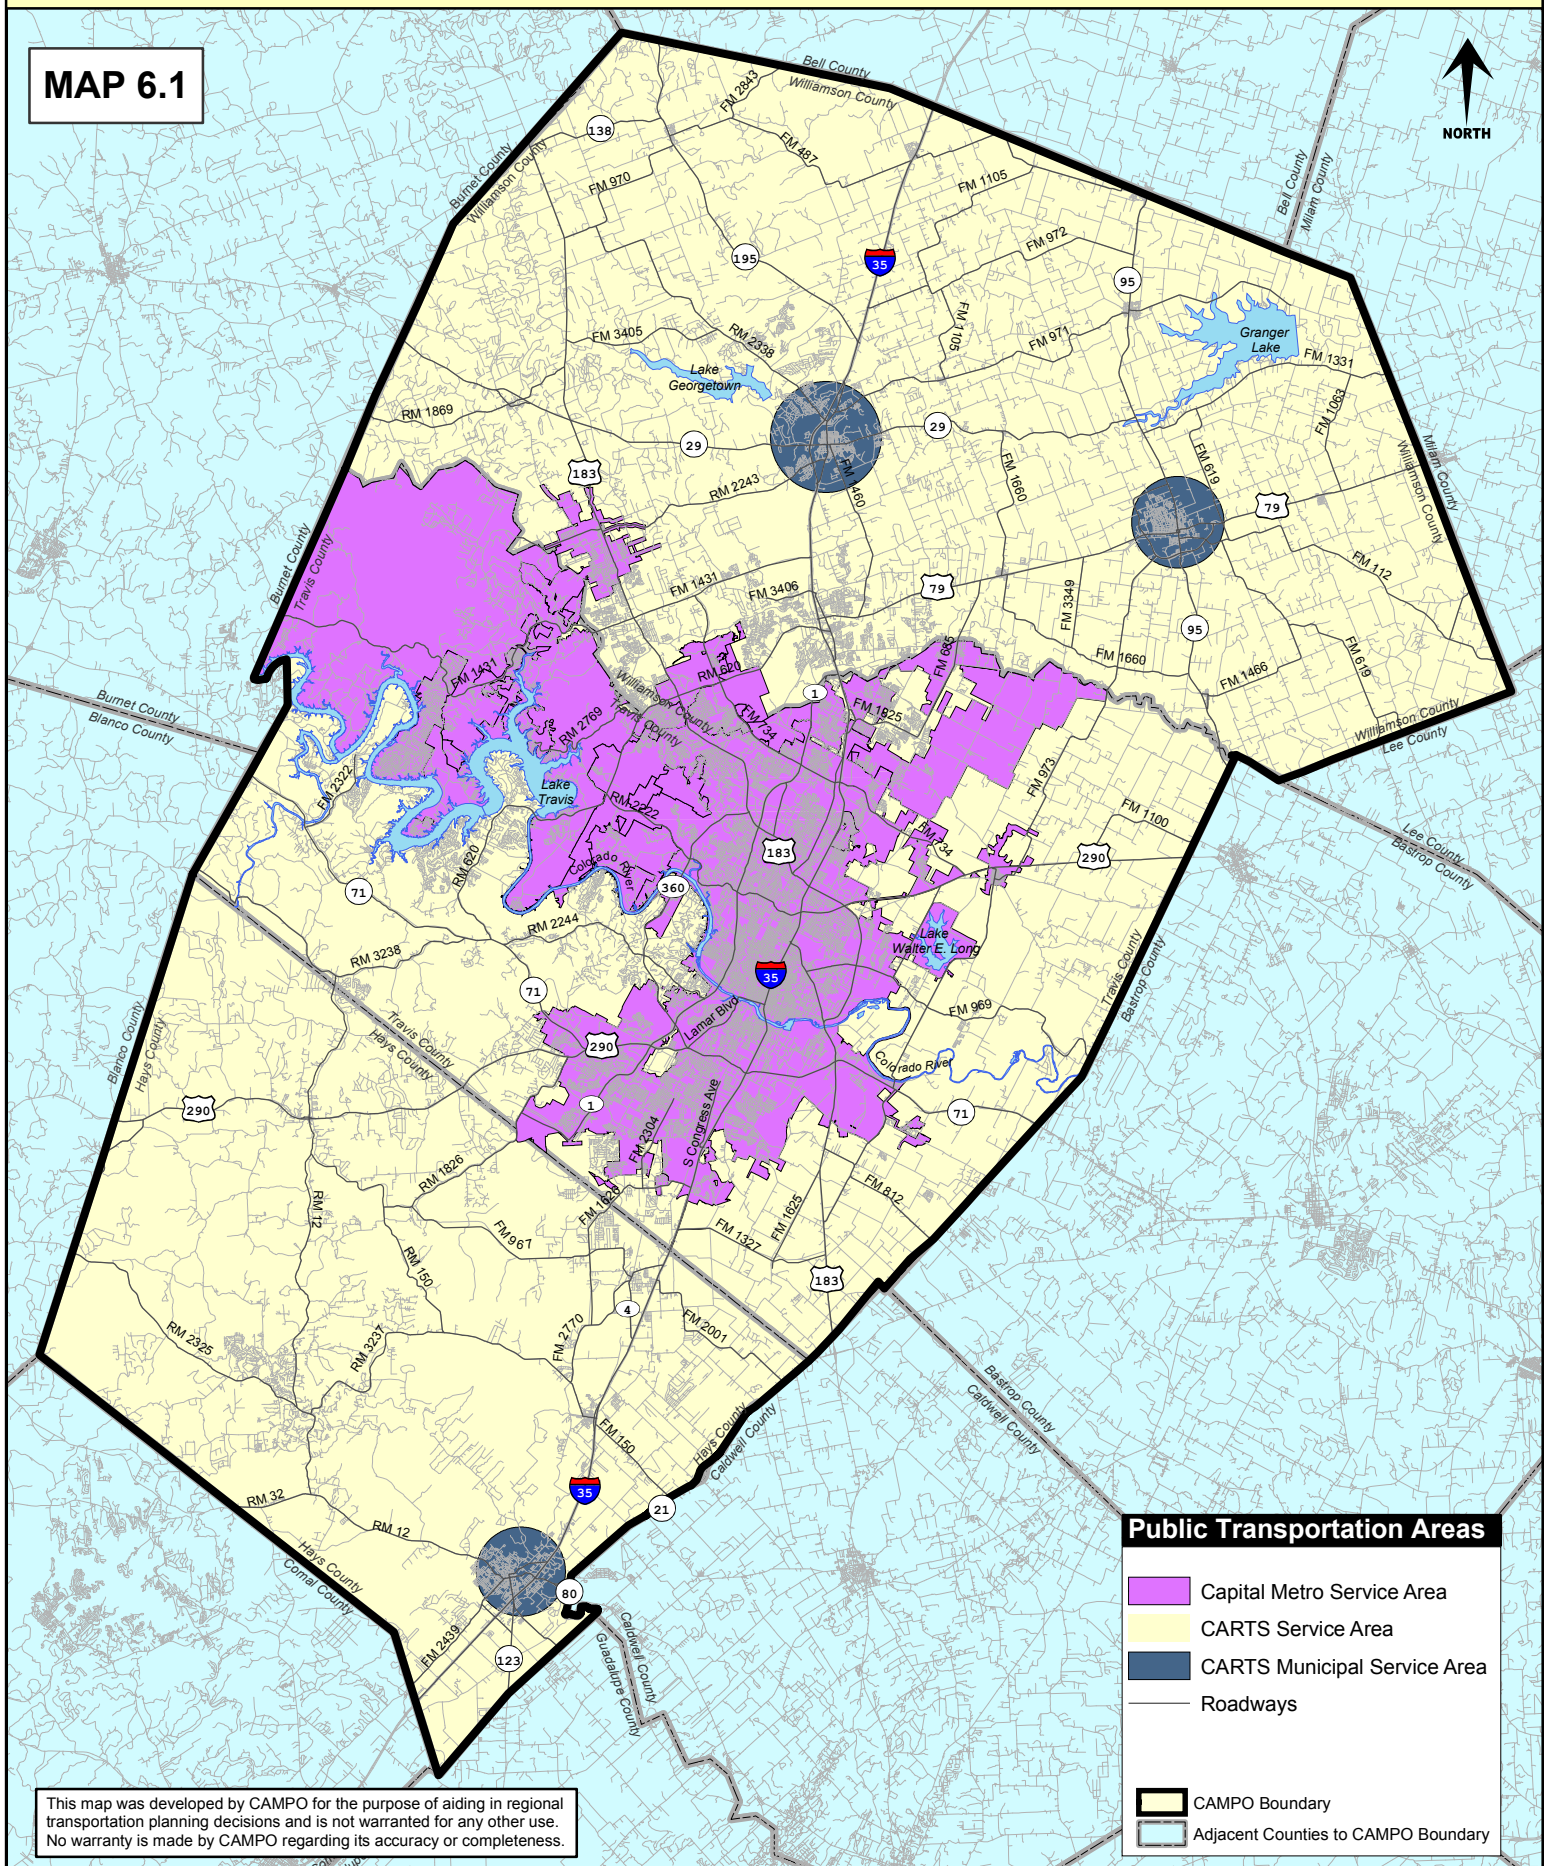 MAP 6.1
NORTH
Bell County
Williamson County
Burnet County
Williamson County
Bell County
Milam County
138
FM 2843
FM 487
FM 970
FM 1105
195
35
FM 972
95
FM 3405
RM 2338
FM 1105
FM 971
Granger
Lake
FM 1331
Lake
Georgetown
FM 1063
RM 1869
29
29
183
RM 2243
FM 1460
FM 1660
FM 619
79
Milam County
Williamson County
Burnet County
Travis County
FM 1431
FM 3406
79
FM 3349
FM 112
95
FM 1660
FM 619
FM 1466
FM 685
RM 620
Williamson County
Travis County
1
FM 1825
FM 734
FM 1431
RM 2769
Burnet County
Blanco County
Williamson County
Lee County
FM 2322
Lake
Travis
RM 2222
FM 973
FM 1100
RM 734
290
Lee County
Bastrop County
183
RM 620
Colorado River
360
71
RM 2244
RM 3238
Lake
Walter E. Long
35
Travis County
Bastrop County
71
FM 969
Lamar Blvd
Travis County
Hays County
290
Colorado River
Blanco County
Hays County
290
1
71
FM 2304
S Congress Ave
RM 1826
FM 812
RM 12
FM 1626
FM 967
FM 1327
FM 1625
RM 150
183
4
RM 2325
RM 3237
FM 2770
FM 2001
Bastrop County
Caldwell County
FM 150
Hays County
Caldwell County
35
RM 32
21
RM 12
Hays County
Comal County
80
FM 2439
123
Caldwell County
Guadalupe County
Public Transportation Areas
Capital Metro Service Area
CARTS Service Area
CARTS Municipal Service Area
Roadways
CAMPO Boundary
Adjacent Counties to CAMPO Boundary
This map was developed by CAMPO for the purpose of aiding in regional
transportation planning decisions and is not warranted for any other use.
No warranty is made by CAMPO regarding its accuracy or completeness.